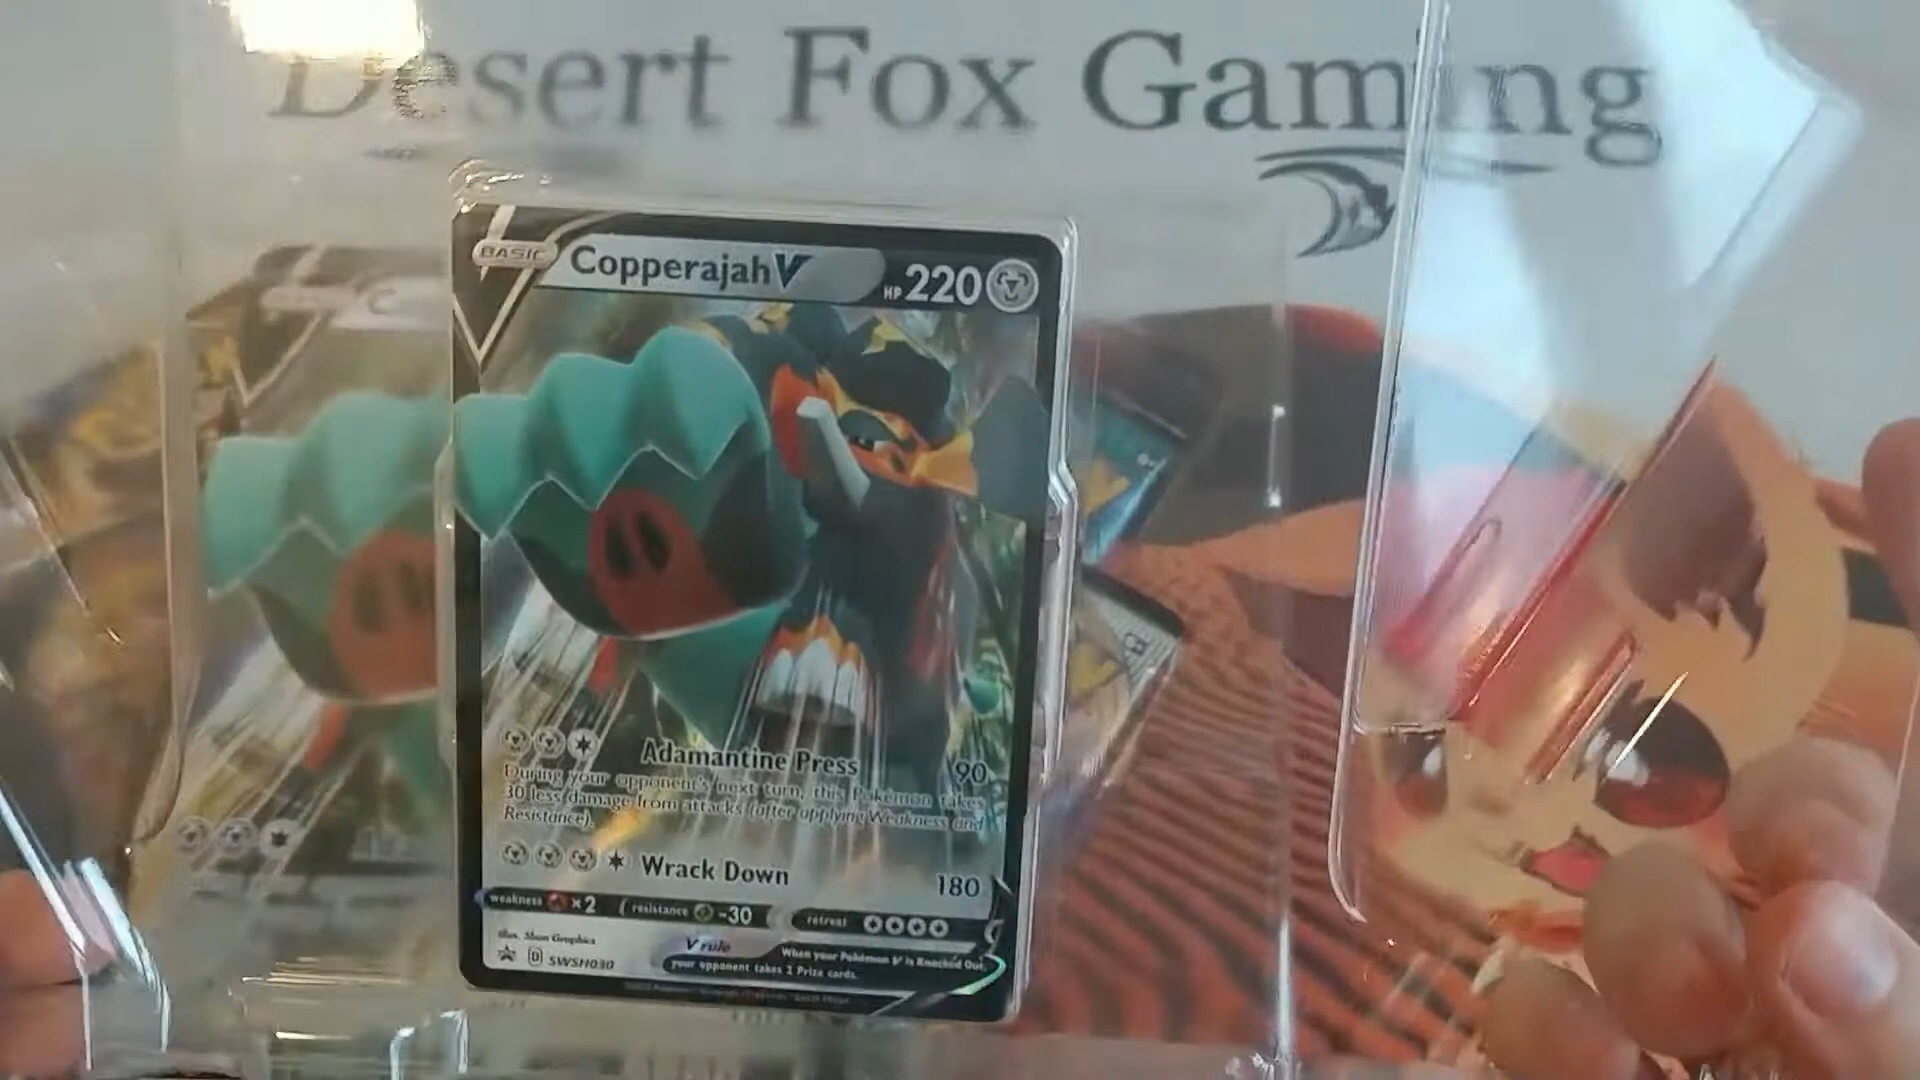 Desert Fox Gaming
BASIC
Copperajah V
HP 220
Adamantine Press 90
During your opponent's next turn, this Pokémon takes
30 less damage from attacks (after applying Weakness and
Resistance).
Wrack Down 180
weakness ×2 resistance -30 retreat
Illus. Shun Graphics
D SWSH030
V rule When your Pokémon V is Knocked Out,
your opponent takes 2 Prize cards.